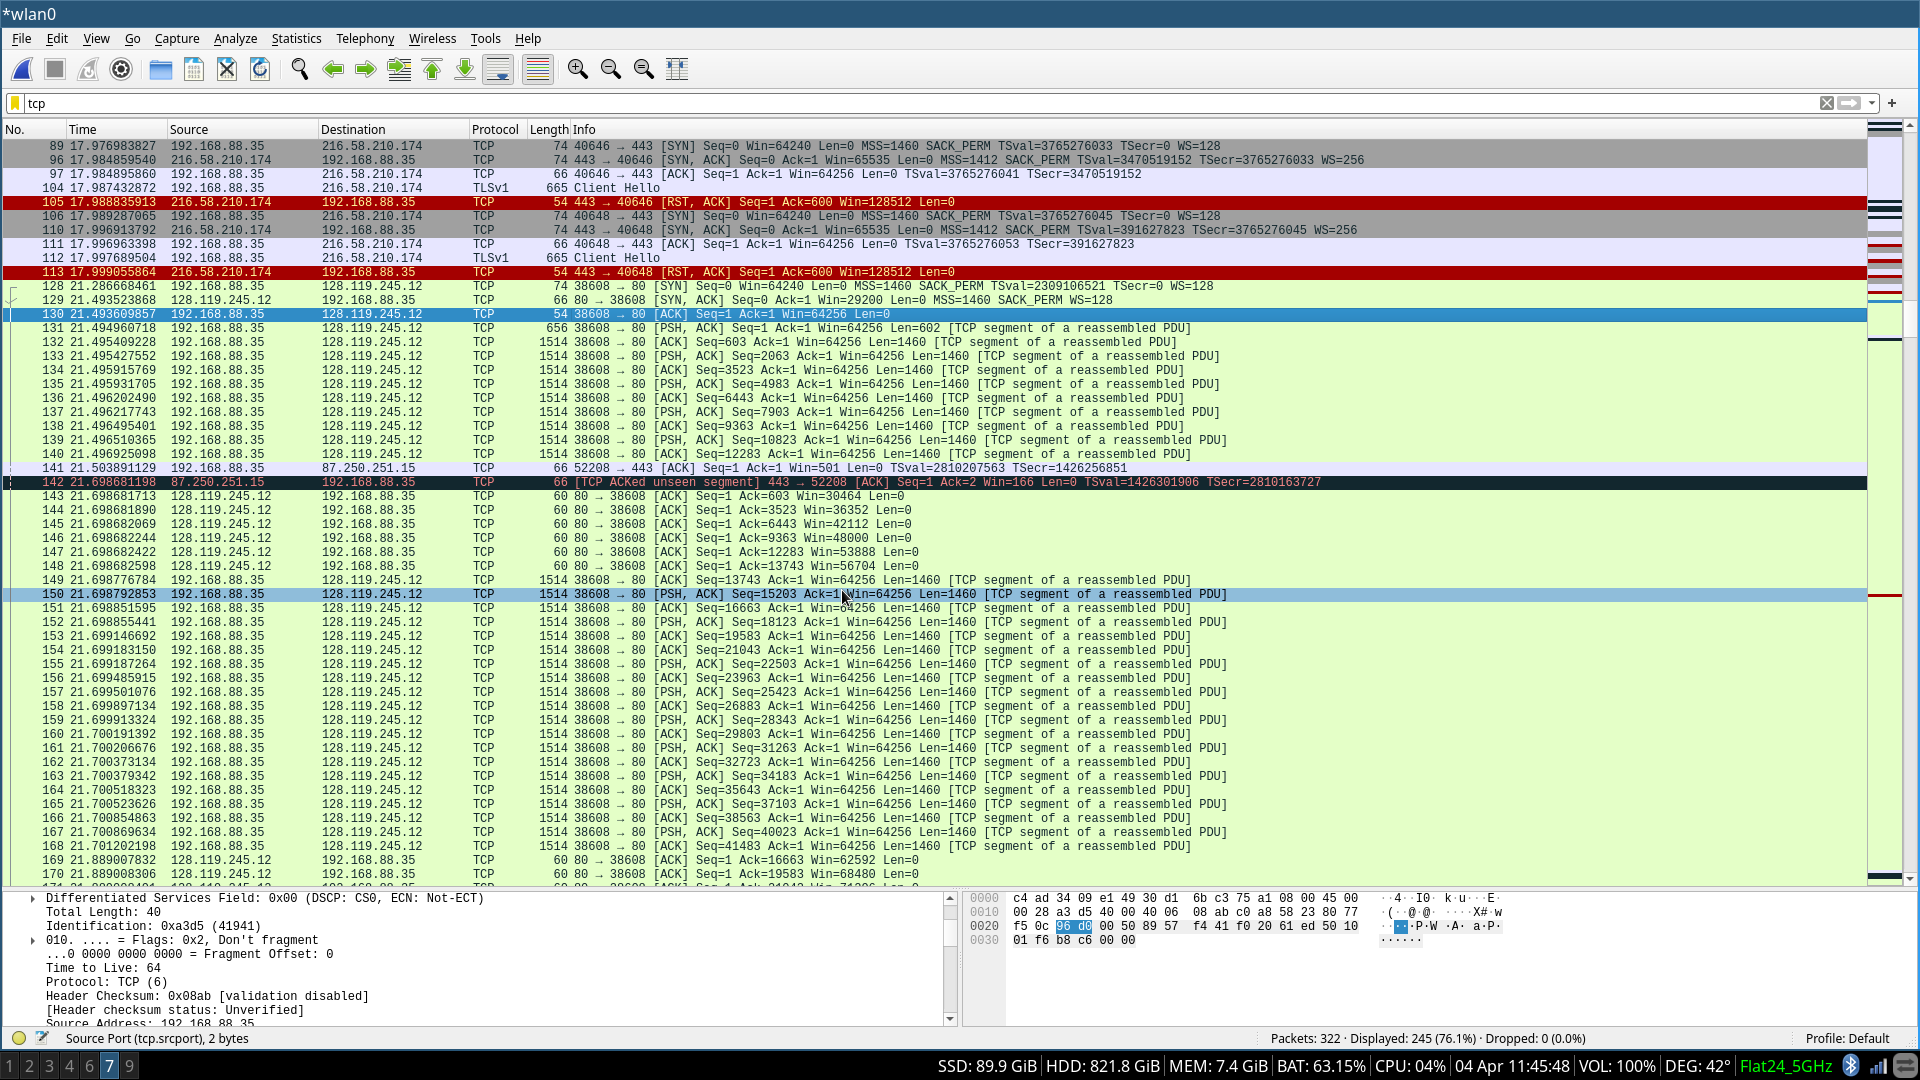 *wlan0
File Edit View Go Capture Analyze Statistics Telephony Wireless Tools Help
tcp
No. Time Source Destination Protocol Length Info
89 17.976983827 192.168.88.35 216.58.210.174 TCP 74 40646 → 443 [SYN] Seq=0 Win=64240 Len=0 MSS=1460 SACK_PERM TSval=3765276033 TSecr=0 WS=128
96 17.984859540 216.58.210.174 192.168.88.35 TCP 74 443 → 40646 [SYN, ACK] Seq=0 Ack=1 Win=65535 Len=0 MSS=1412 SACK_PERM TSval=3470519152 TSecr=3765276033 WS=256
97 17.984895860 192.168.88.35 216.58.210.174 TCP 66 40646 → 443 [ACK] Seq=1 Ack=1 Win=64256 Len=0 TSval=3765276041 TSecr=3470519152
104 17.987432872 192.168.88.35 216.58.210.174 TLSv1 665 Client Hello
105 17.988835913 216.58.210.174 192.168.88.35 TCP 54 443 → 40646 [RST, ACK] Seq=1 Ack=600 Win=128512 Len=0
106 17.989287065 192.168.88.35 216.58.210.174 TCP 74 40648 → 443 [SYN] Seq=0 Win=64240 Len=0 MSS=1460 SACK_PERM TSval=3765276045 TSecr=0 WS=128
110 17.996913792 216.58.210.174 192.168.88.35 TCP 74 443 → 40648 [SYN, ACK] Seq=0 Ack=1 Win=65535 Len=0 MSS=1412 SACK_PERM TSval=391627823 TSecr=3765276045 WS=256
111 17.996963398 192.168.88.35 216.58.210.174 TCP 66 40648 → 443 [ACK] Seq=1 Ack=1 Win=64256 Len=0 TSval=3765276053 TSecr=391627823
112 17.997689504 192.168.88.35 216.58.210.174 TLSv1 665 Client Hello
113 17.999055864 216.58.210.174 192.168.88.35 TCP 54 443 → 40648 [RST, ACK] Seq=1 Ack=600 Win=128512 Len=0
128 21.286668461 192.168.88.35 128.119.245.12 TCP 74 38608 → 80 [SYN] Seq=0 Win=64240 Len=0 MSS=1460 SACK_PERM TSval=2309106521 TSecr=0 WS=128
129 21.493523868 128.119.245.12 192.168.88.35 TCP 66 80 → 38608 [SYN, ACK] Seq=0 Ack=1 Win=29200 Len=0 MSS=1460 SACK_PERM WS=128
130 21.493609857 192.168.88.35 128.119.245.12 TCP 54 38608 → 80 [ACK] Seq=1 Ack=1 Win=64256 Len=0
131 21.494960718 192.168.88.35 128.119.245.12 TCP 656 38608 → 80 [PSH, ACK] Seq=1 Ack=1 Win=64256 Len=602 [TCP segment of a reassembled PDU]
132 21.495409228 192.168.88.35 128.119.245.12 TCP 1514 38608 → 80 [ACK] Seq=603 Ack=1 Win=64256 Len=1460 [TCP segment of a reassembled PDU]
133 21.495427552 192.168.88.35 128.119.245.12 TCP 1514 38608 → 80 [PSH, ACK] Seq=2063 Ack=1 Win=64256 Len=1460 [TCP segment of a reassembled PDU]
134 21.495915769 192.168.88.35 128.119.245.12 TCP 1514 38608 → 80 [ACK] Seq=3523 Ack=1 Win=64256 Len=1460 [TCP segment of a reassembled PDU]
135 21.495931705 192.168.88.35 128.119.245.12 TCP 1514 38608 → 80 [PSH, ACK] Seq=4983 Ack=1 Win=64256 Len=1460 [TCP segment of a reassembled PDU]
136 21.496202490 192.168.88.35 128.119.245.12 TCP 1514 38608 → 80 [ACK] Seq=6443 Ack=1 Win=64256 Len=1460 [TCP segment of a reassembled PDU]
137 21.496217743 192.168.88.35 128.119.245.12 TCP 1514 38608 → 80 [PSH, ACK] Seq=7903 Ack=1 Win=64256 Len=1460 [TCP segment of a reassembled PDU]
138 21.496495401 192.168.88.35 128.119.245.12 TCP 1514 38608 → 80 [ACK] Seq=9363 Ack=1 Win=64256 Len=1460 [TCP segment of a reassembled PDU]
139 21.496510365 192.168.88.35 128.119.245.12 TCP 1514 38608 → 80 [PSH, ACK] Seq=10823 Ack=1 Win=64256 Len=1460 [TCP segment of a reassembled PDU]
140 21.496925098 192.168.88.35 128.119.245.12 TCP 1514 38608 → 80 [ACK] Seq=12283 Ack=1 Win=64256 Len=1460 [TCP segment of a reassembled PDU]
141 21.503891129 192.168.88.35 87.250.251.15 TCP 66 52208 → 443 [ACK] Seq=1 Ack=1 Win=501 Len=0 TSval=2810207563 TSecr=1426256851
142 21.698681198 87.250.251.15 192.168.88.35 TCP 66 [TCP ACKed unseen segment] 443 → 52208 [ACK] Seq=1 Ack=2 Win=166 Len=0 TSval=1426301906 TSecr=2810163727
143 21.698681713 128.119.245.12 192.168.88.35 TCP 60 80 → 38608 [ACK] Seq=1 Ack=603 Win=30464 Len=0
144 21.698681890 128.119.245.12 192.168.88.35 TCP 60 80 → 38608 [ACK] Seq=1 Ack=3523 Win=36352 Len=0
145 21.698682069 128.119.245.12 192.168.88.35 TCP 60 80 → 38608 [ACK] Seq=1 Ack=6443 Win=42112 Len=0
146 21.698682244 128.119.245.12 192.168.88.35 TCP 60 80 → 38608 [ACK] Seq=1 Ack=9363 Win=48000 Len=0
147 21.698682422 128.119.245.12 192.168.88.35 TCP 60 80 → 38608 [ACK] Seq=1 Ack=12283 Win=53888 Len=0
148 21.698682598 128.119.245.12 192.168.88.35 TCP 60 80 → 38608 [ACK] Seq=1 Ack=13743 Win=56704 Len=0
149 21.698776784 192.168.88.35 128.119.245.12 TCP 1514 38608 → 80 [ACK] Seq=13743 Ack=1 Win=64256 Len=1460 [TCP segment of a reassembled PDU]
150 21.698792853 192.168.88.35 128.119.245.12 TCP 1514 38608 → 80 [PSH, ACK] Seq=15203 Ack=1 Win=64256 Len=1460 [TCP segment of a reassembled PDU]
151 21.698851595 192.168.88.35 128.119.245.12 TCP 1514 38608 → 80 [ACK] Seq=16663 Ack=1 Win=64256 Len=1460 [TCP segment of a reassembled PDU]
152 21.698855441 192.168.88.35 128.119.245.12 TCP 1514 38608 → 80 [PSH, ACK] Seq=18123 Ack=1 Win=64256 Len=1460 [TCP segment of a reassembled PDU]
153 21.699146692 192.168.88.35 128.119.245.12 TCP 1514 38608 → 80 [ACK] Seq=19583 Ack=1 Win=64256 Len=1460 [TCP segment of a reassembled PDU]
154 21.699183150 192.168.88.35 128.119.245.12 TCP 1514 38608 → 80 [ACK] Seq=21043 Ack=1 Win=64256 Len=1460 [TCP segment of a reassembled PDU]
155 21.699187264 192.168.88.35 128.119.245.12 TCP 1514 38608 → 80 [PSH, ACK] Seq=22503 Ack=1 Win=64256 Len=1460 [TCP segment of a reassembled PDU]
156 21.699485915 192.168.88.35 128.119.245.12 TCP 1514 38608 → 80 [ACK] Seq=23963 Ack=1 Win=64256 Len=1460 [TCP segment of a reassembled PDU]
157 21.699501076 192.168.88.35 128.119.245.12 TCP 1514 38608 → 80 [PSH, ACK] Seq=25423 Ack=1 Win=64256 Len=1460 [TCP segment of a reassembled PDU]
158 21.699897134 192.168.88.35 128.119.245.12 TCP 1514 38608 → 80 [ACK] Seq=26883 Ack=1 Win=64256 Len=1460 [TCP segment of a reassembled PDU]
159 21.699913324 192.168.88.35 128.119.245.12 TCP 1514 38608 → 80 [PSH, ACK] Seq=28343 Ack=1 Win=64256 Len=1460 [TCP segment of a reassembled PDU]
160 21.700191392 192.168.88.35 128.119.245.12 TCP 1514 38608 → 80 [ACK] Seq=29803 Ack=1 Win=64256 Len=1460 [TCP segment of a reassembled PDU]
161 21.700206676 192.168.88.35 128.119.245.12 TCP 1514 38608 → 80 [PSH, ACK] Seq=31263 Ack=1 Win=64256 Len=1460 [TCP segment of a reassembled PDU]
162 21.700373134 192.168.88.35 128.119.245.12 TCP 1514 38608 → 80 [ACK] Seq=32723 Ack=1 Win=64256 Len=1460 [TCP segment of a reassembled PDU]
163 21.700379342 192.168.88.35 128.119.245.12 TCP 1514 38608 → 80 [PSH, ACK] Seq=34183 Ack=1 Win=64256 Len=1460 [TCP segment of a reassembled PDU]
164 21.700518323 192.168.88.35 128.119.245.12 TCP 1514 38608 → 80 [ACK] Seq=35643 Ack=1 Win=64256 Len=1460 [TCP segment of a reassembled PDU]
165 21.700523626 192.168.88.35 128.119.245.12 TCP 1514 38608 → 80 [PSH, ACK] Seq=37103 Ack=1 Win=64256 Len=1460 [TCP segment of a reassembled PDU]
166 21.700854863 192.168.88.35 128.119.245.12 TCP 1514 38608 → 80 [ACK] Seq=38563 Ack=1 Win=64256 Len=1460 [TCP segment of a reassembled PDU]
167 21.700869634 192.168.88.35 128.119.245.12 TCP 1514 38608 → 80 [PSH, ACK] Seq=40023 Ack=1 Win=64256 Len=1460 [TCP segment of a reassembled PDU]
168 21.701202198 192.168.88.35 128.119.245.12 TCP 1514 38608 → 80 [ACK] Seq=41483 Ack=1 Win=64256 Len=1460 [TCP segment of a reassembled PDU]
169 21.889007832 128.119.245.12 192.168.88.35 TCP 60 80 → 38608 [ACK] Seq=1 Ack=16663 Win=62592 Len=0
170 21.889008306 128.119.245.12 192.168.88.35 TCP 60 80 → 38608 [ACK] Seq=1 Ack=19583 Win=68480 Len=0
Differentiated Services Field: 0x00 (DSCP: CS0, ECN: Not-ECT)
Total Length: 40
Identification: 0xa3d5 (41941)
010. .... = Flags: 0x2, Don't fragment
...0 0000 0000 0000 = Fragment Offset: 0
Time to Live: 64
Protocol: TCP (6)
Header Checksum: 0x08ab [validation disabled]
[Header checksum status: Unverified]
Source Address: 192.168.88.35
0000 c4 ad 34 09 e1 49 30 d1 6b c3 75 a1 08 00 45 00 ··4··I0· k·u···E·
0010 00 28 a3 d5 40 00 40 06 08 ab c0 a8 58 23 80 77 ·(··@·@· ····X#·w
0020 f5 0c 96 d0 00 50 89 57 f4 41 f0 20 61 ed 50 10 ·····P·W ·A· a·P·
0030 01 f6 b8 c6 00 00 ······
Source Port (tcp.srcport), 2 bytes
Packets: 322 · Displayed: 245 (76.1%) · Dropped: 0 (0.0%)
Profile: Default
1 2 3 4 6 7 9
SSD: 89.9 GiB HDD: 821.8 GiB MEM: 7.4 GiB BAT: 63.15% CPU: 04% 04 Apr 11:45:48 VOL: 100% DEG: 42° Flat24_5GHz